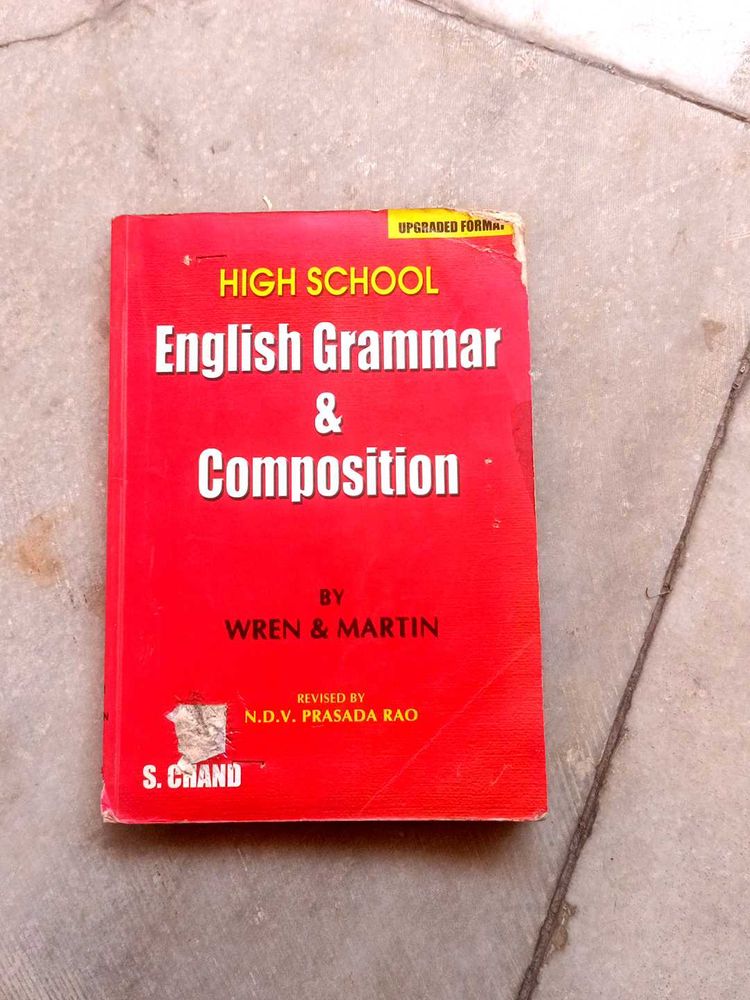 UPGRADED FORMAT
HIGH SCHOOL
English Grammar
&
Composition
BY
WREN & MARTIN
REVISED BY
N.D.V. PRASADA RAO
S. CHAND